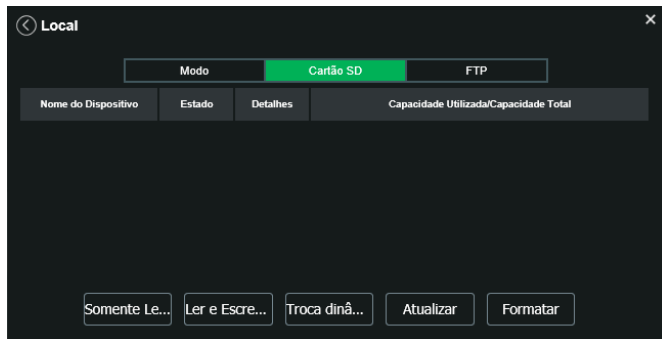 Local
Modo
Cartão SD
FTP
Nome do Dispositivo Estado Detalhes Capacidade Utilizada/Capacidade Total
Somente Le... Ler e Escre... Troca dinâ... Atualizar Formatar